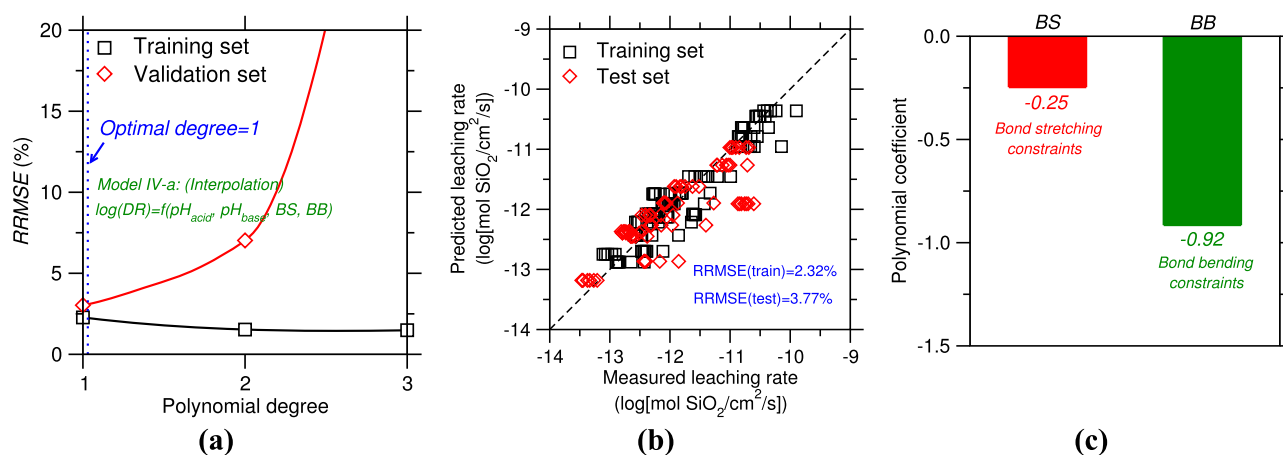 RRMSE (%)
20
15
10
5
0
1
2
3
Polynomial degree
Training set
Validation set
Optimal degree=1
Model IV-a: (Interpolation)
log(DR)=f(pH_acid, pH_base, BS, BB)
(a)
Predicted leaching rate
(log[mol SiO2/cm²/s])
-9
-10
-11
-12
-13
-14
-14
-13
-12
-11
-10
-9
Measured leaching rate
(log[mol SiO2/cm²/s])
Training set
Test set
RRMSE(train)=2.32%
RRMSE(test)=3.77%
(b)
BS
BB
Polynomial coefficient
0.0
-0.5
-1.0
-1.5
-0.25
Bond stretching
constraints
-0.92
Bond bending
constraints
(c)